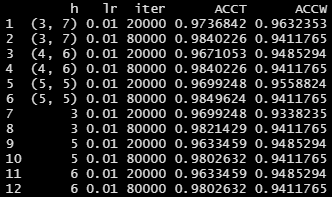 h lr iter ACCT ACCW
1 (3, 7) 0.01 20000 0.9736842 0.9632353
2 (3, 7) 0.01 80000 0.9840226 0.9411765
3 (4, 6) 0.01 20000 0.9671053 0.9485294
4 (4, 6) 0.01 80000 0.9840226 0.9411765
5 (5, 5) 0.01 20000 0.9699248 0.9558824
6 (5, 5) 0.01 80000 0.9849624 0.9411765
7 3 0.01 20000 0.9699248 0.9338235
8 3 0.01 80000 0.9821429 0.9411765
9 5 0.01 20000 0.9633459 0.9485294
10 5 0.01 80000 0.9802632 0.9411765
11 6 0.01 20000 0.9633459 0.9485294
12 6 0.01 80000 0.9802632 0.9411765